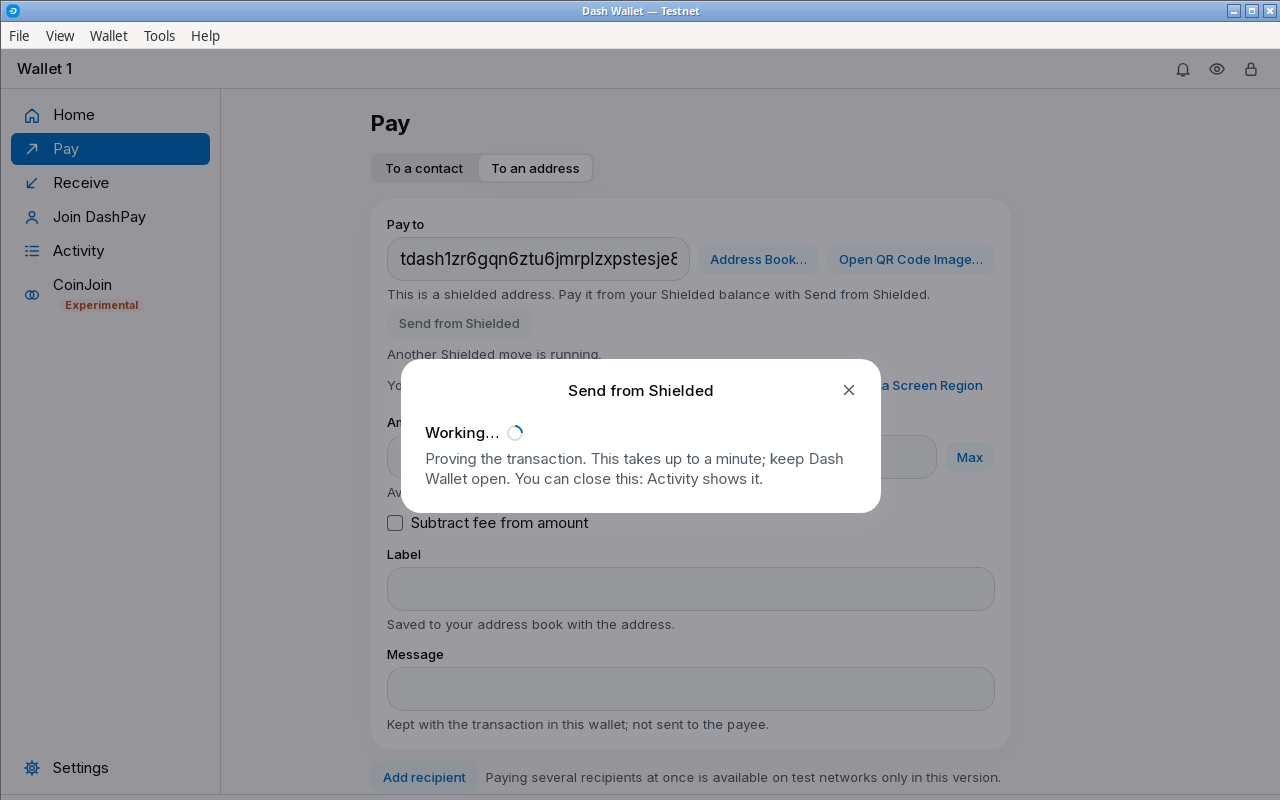 Dash Wallet — Testnet
File View Wallet Tools Help
Wallet 1
Home
Pay
Receive
Join DashPay
Activity
CoinJoin
Experimental
Settings
Pay
To a contact To an address
Pay to
tdash1zr6gqn6ztu6jmrplzxpstesje8 Address Book... Open QR Code Image...
This is a shielded address. Pay it from your Shielded balance with Send from Shielded.
Send from Shielded
Another Shielded move is running.
a Screen Region
Max
Send from Shielded
Working...
Proving the transaction. This takes up to a minute; keep Dash
Wallet open. You can close this: Activity shows it.
Subtract fee from amount
Label
Saved to your address book with the address.
Message
Kept with the transaction in this wallet; not sent to the payee.
Add recipient Paying several recipients at once is available on test networks only in this version.